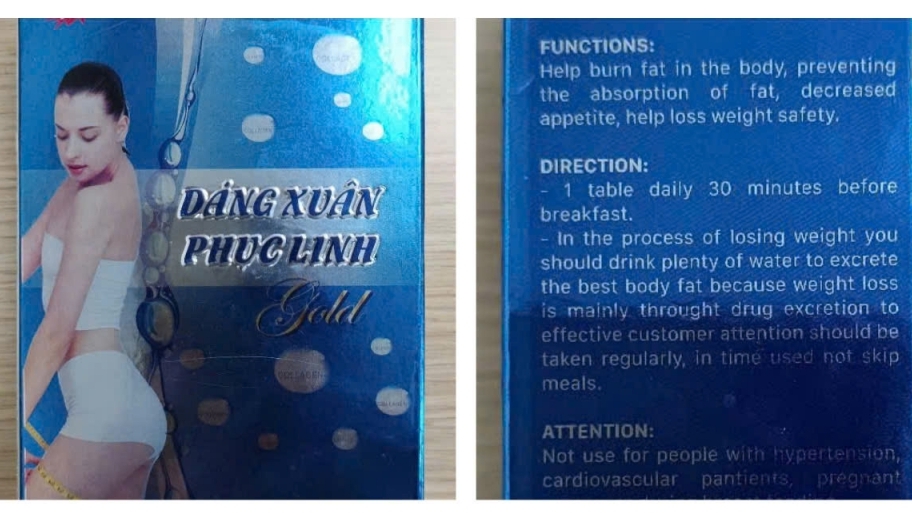 DÁNG XUÂN
PHỤC LINH
Gold
COLLAGEN
FUNCTIONS:
Help burn fat in the body, preventing
the absorption of fat, decreased
appetite, help loss weight safety.
DIRECTION:
- 1 table daily 30 minutes before
breakfast.
- In the process of losing weight you
should drink plenty of water to excrete
the best body fat because weight loss
is mainly throught drug excretion to
effective customer attention should be
taken regularly, in time used not skip
meals.
ATTENTION:
Not use for people with hypertension,
cardiovascular pantients, pregnant